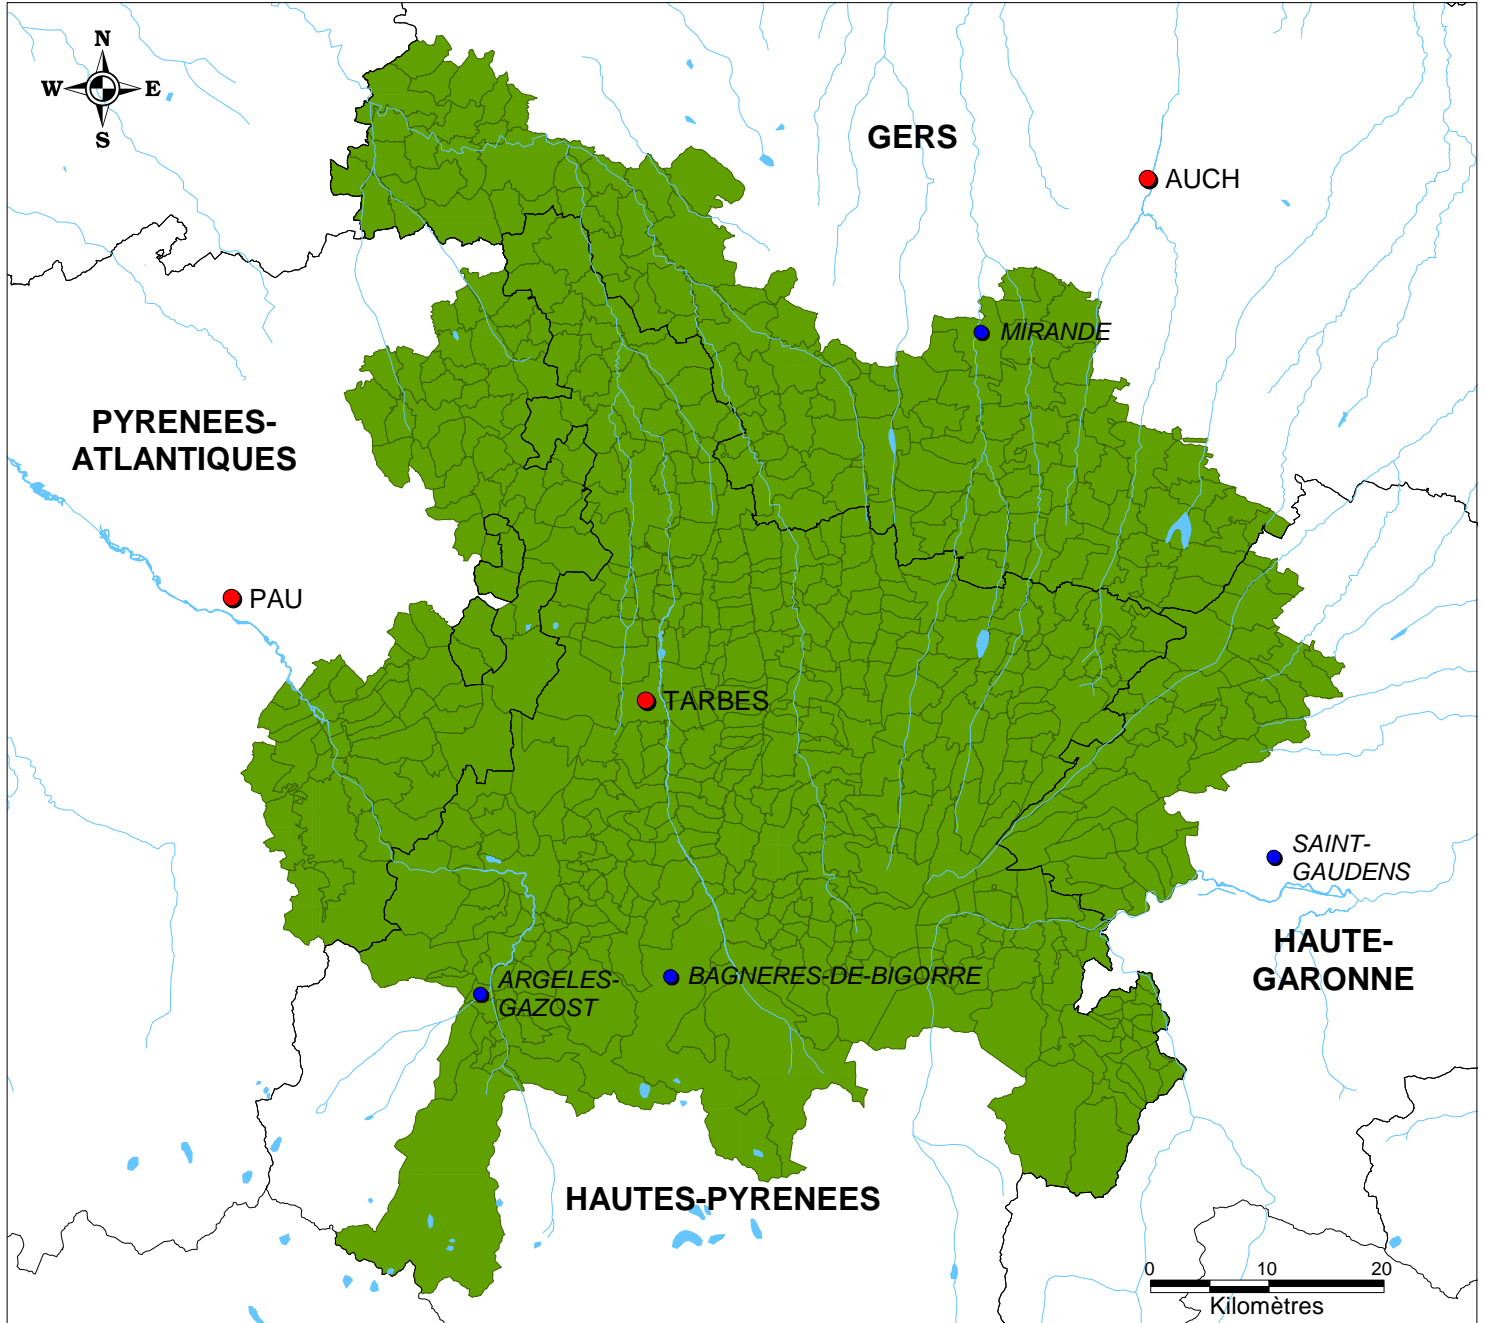 N
W E
S
GERS
AUCH
MIRANDE
PYRENEES-
ATLANTIQUES
PAU
TARBES
SAINT-
GAUDENS
HAUTE-
GARONNE
ARGELES-
GAZOST
BAGNERES-DE-BIGORRE
HAUTES-PYRENEES
0 10 20
Kilomètres